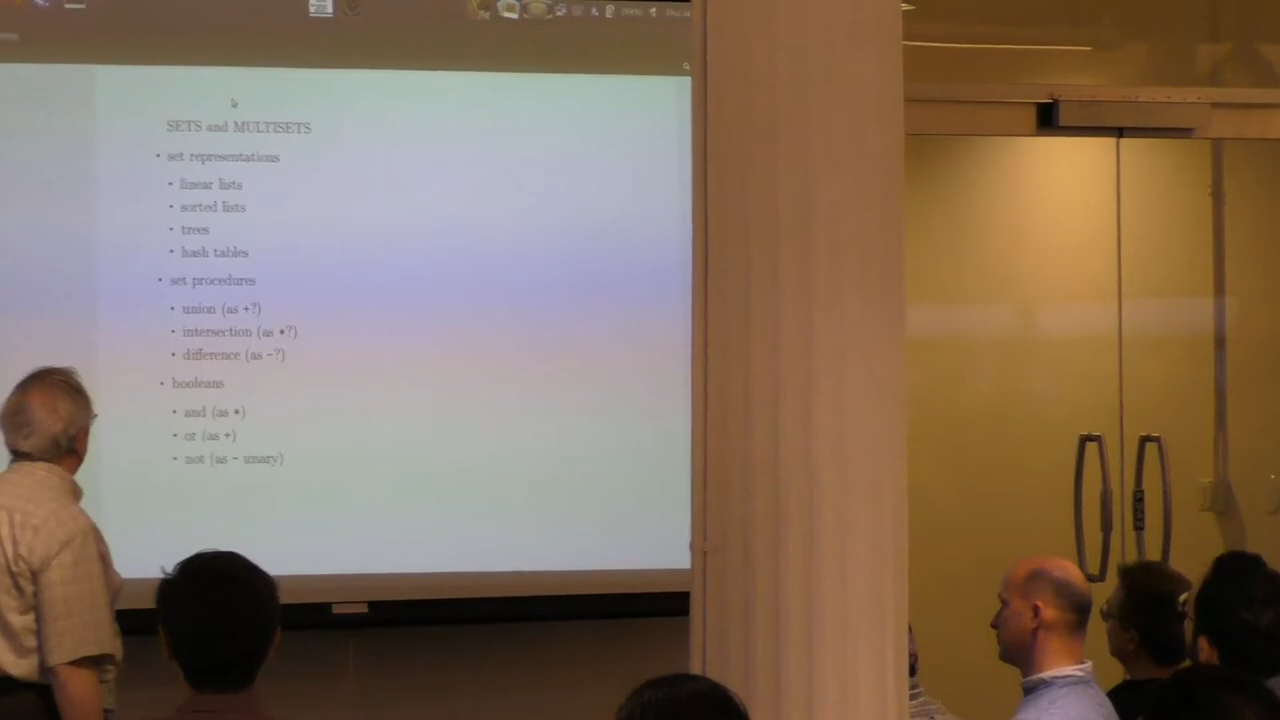 SETS and MULTISETS
• set representations
• linear lists
• sorted lists
• trees
• hash tables
• set procedures
• union (as +?)
• intersection (as *?)
• difference (as -?)
• booleans
• and (as *)
• or (as +)
• not (as - unary)